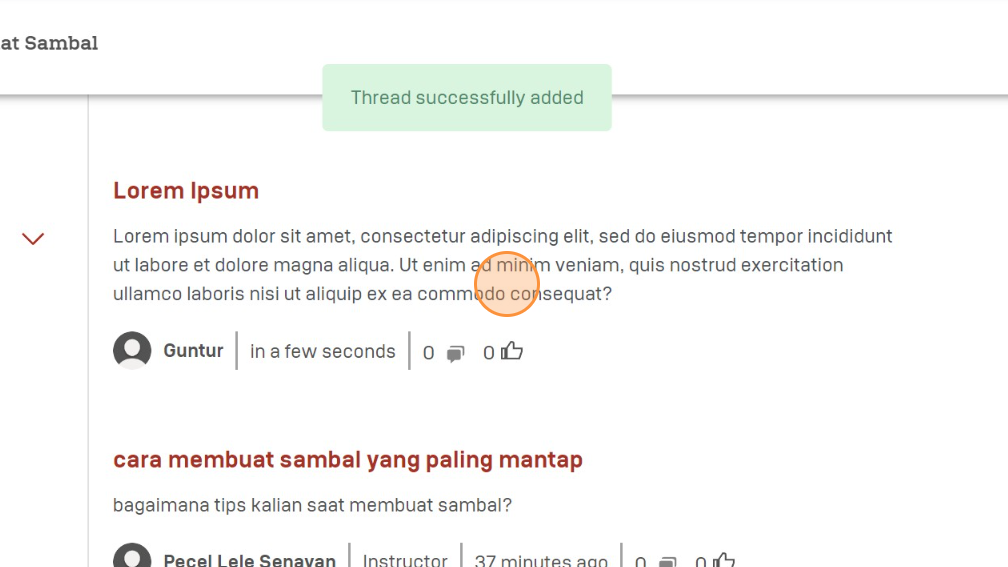 at Sambal
Thread successfully added
Lorem Ipsum
Lorem ipsum dolor sit amet, consectetur adipiscing elit, sed do eiusmod tempor incididunt
ut labore et dolore magna aliqua. Ut enim ad minim veniam, quis nostrud exercitation
ullamco laboris nisi ut aliquip ex ea commodo consequat?
Guntur in a few seconds 0 0
cara membuat sambal yang paling mantap
bagaimana tips kalian saat membuat sambal?
Pecel Lele Senayan Instructor 37 minutes ago 0 0